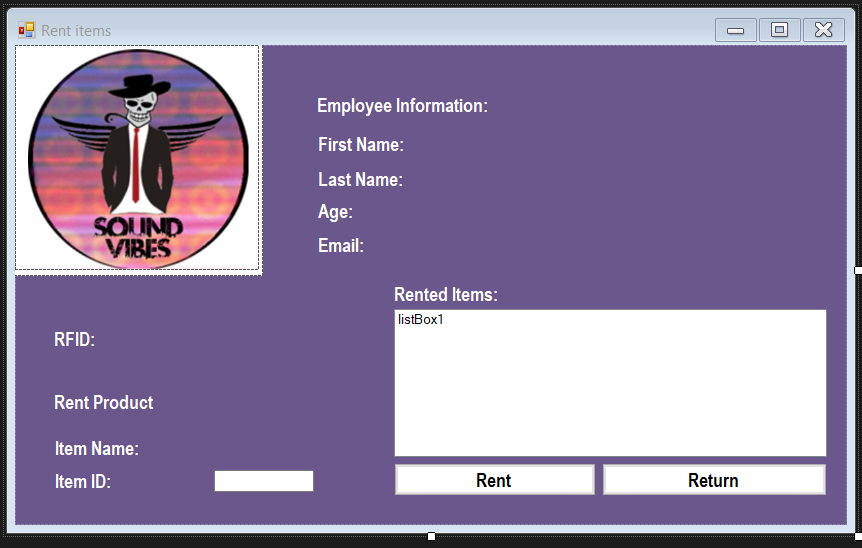 Rent items
SOUND
VIBES
Employee Information:
First Name:
Last Name:
Age:
Email:
Rented Items:
listBox1
RFID:
Rent Product
Item Name:
Item ID:
Rent
Return